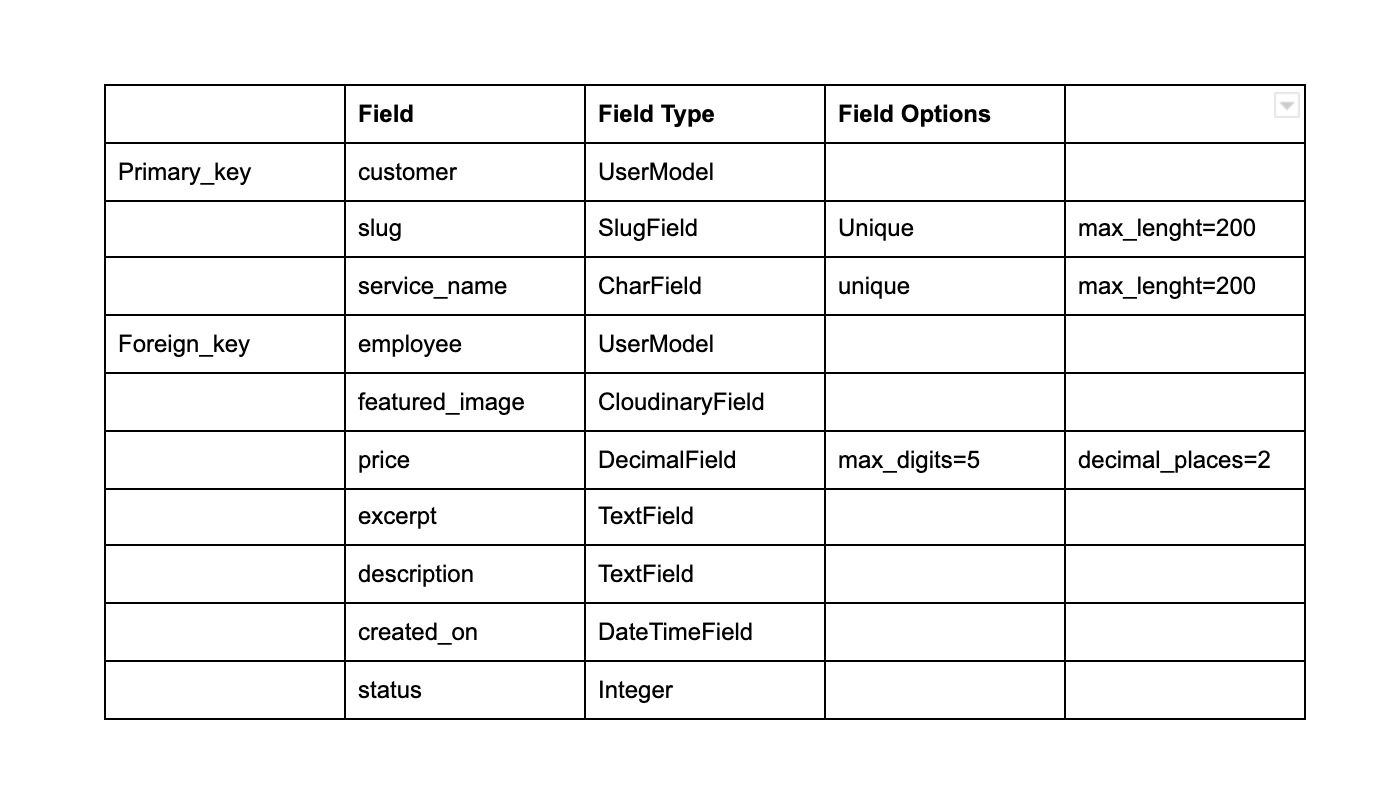 Field Field Type Field Options
Primary_key customer UserModel
slug SlugField Unique max_lenght=200
service_name CharField unique max_lenght=200
Foreign_key employee UserModel
featured_image CloudinaryField
price DecimalField max_digits=5 decimal_places=2
excerpt TextField
description TextField
created_on DateTimeField
status Integer